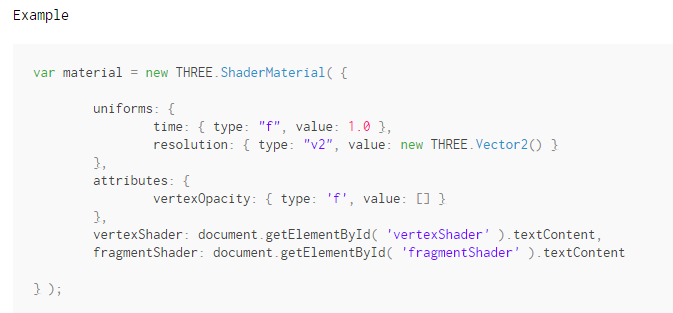 Example
var material = new THREE.ShaderMaterial( {
uniforms: {
time: { type: "f", value: 1.0 },
resolution: { type: "v2", value: new THREE.Vector2() }
},
attributes: {
vertexOpacity: { type: 'f', value: [] }
},
vertexShader: document.getElementById( 'vertexShader' ).textContent,
fragmentShader: document.getElementById( 'fragmentShader' ).textContent
} );